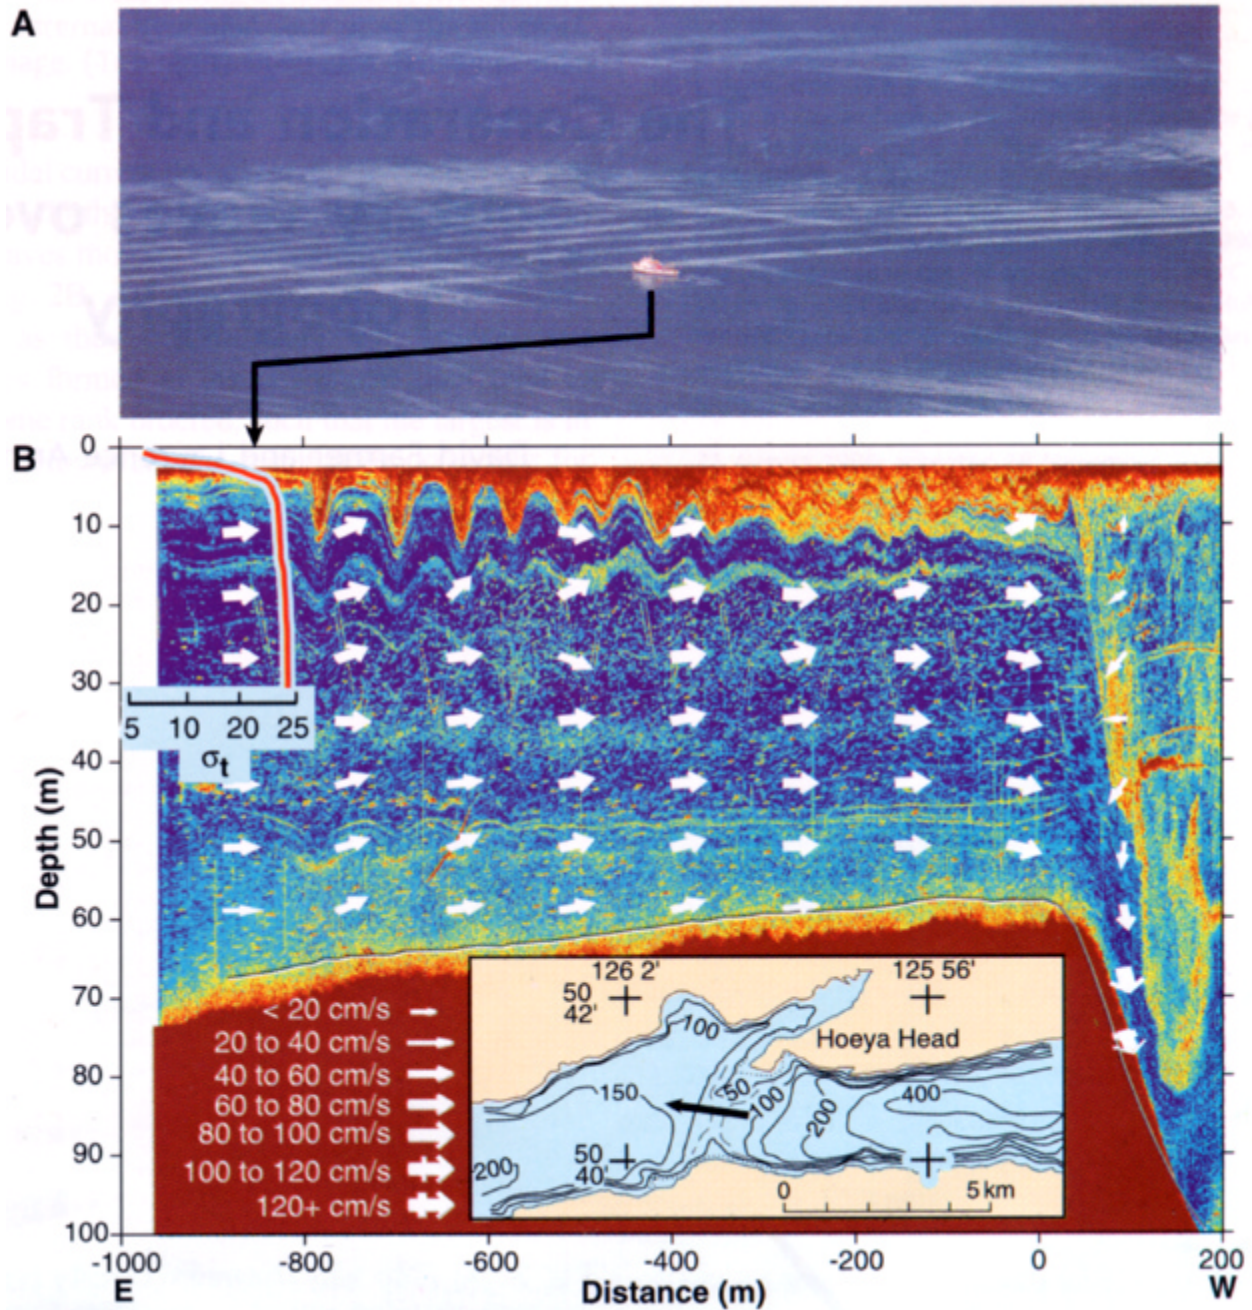 A
B
0
10
20
30
40
50
60
70
80
90
100
Depth (m)
5 10 20 25
σt
< 20 cm/s
20 to 40 cm/s
40 to 60 cm/s
60 to 80 cm/s
80 to 100 cm/s
100 to 120 cm/s
120+ cm/s
126 2' 125 56'
50
42'
100
Hoeya Head
150
50
100
200
400
50
40'
200
0 5 km
-1000 -800 -600 -400 -200 0 200
E Distance (m) W